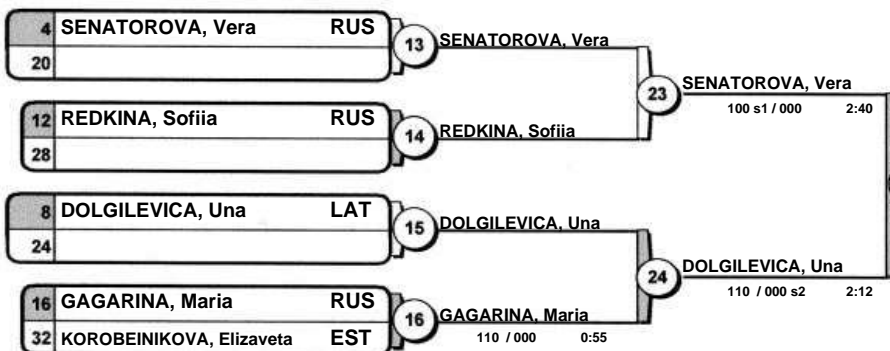 4 SENATOROVA, Vera RUS
20
13 SENATOROVA, Vera
12 REDKINA, Sofiia RUS
28
14 REDKINA, Sofiia
23 SENATOROVA, Vera
100 s1 / 000 2:40
8 DOLGILEVICA, Una LAT
24
15 DOLGILEVICA, Una
16 GAGARINA, Maria RUS
32 KOROBEINIKOVA, Elizaveta EST
16 GAGARINA, Maria
110 / 000 0:55
24 DOLGILEVICA, Una
110 / 000 s2 2:12